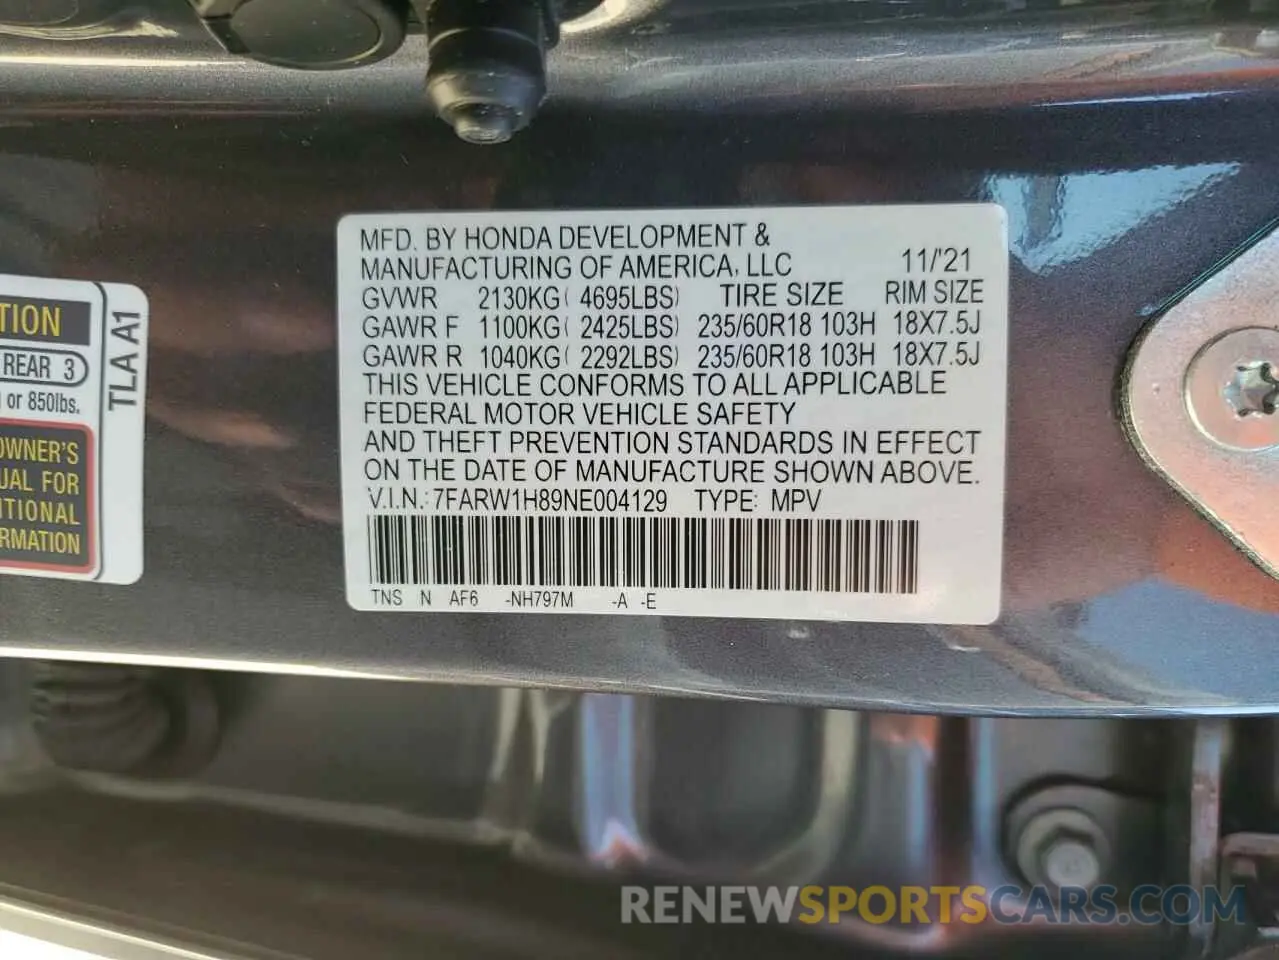 MFD. BY HONDA DEVELOPMENT &
MANUFACTURING OF AMERICA, LLC 11/'21
GVWR 2130KG( 4695LBS) TIRE SIZE RIM SIZE
GAWR F 1100KG( 2425LBS) 235/60R18 103H 18X7.5J
GAWR R 1040KG( 2292LBS) 235/60R18 103H 18X7.5J
THIS VEHICLE CONFORMS TO ALL APPLICABLE
FEDERAL MOTOR VEHICLE SAFETY
AND THEFT PREVENTION STANDARDS IN EFFECT
ON THE DATE OF MANUFACTURE SHOWN ABOVE.
V.I.N.: 7FARW1H89NE004129 TYPE: MPV
TNS N AF6 -NH797M -A -E
TION
REAR 3
or 850lbs.
OWNER'S
UAL FOR
ITIONAL
RMATION
TLA A1
RENEWSPORTSCARS.COM